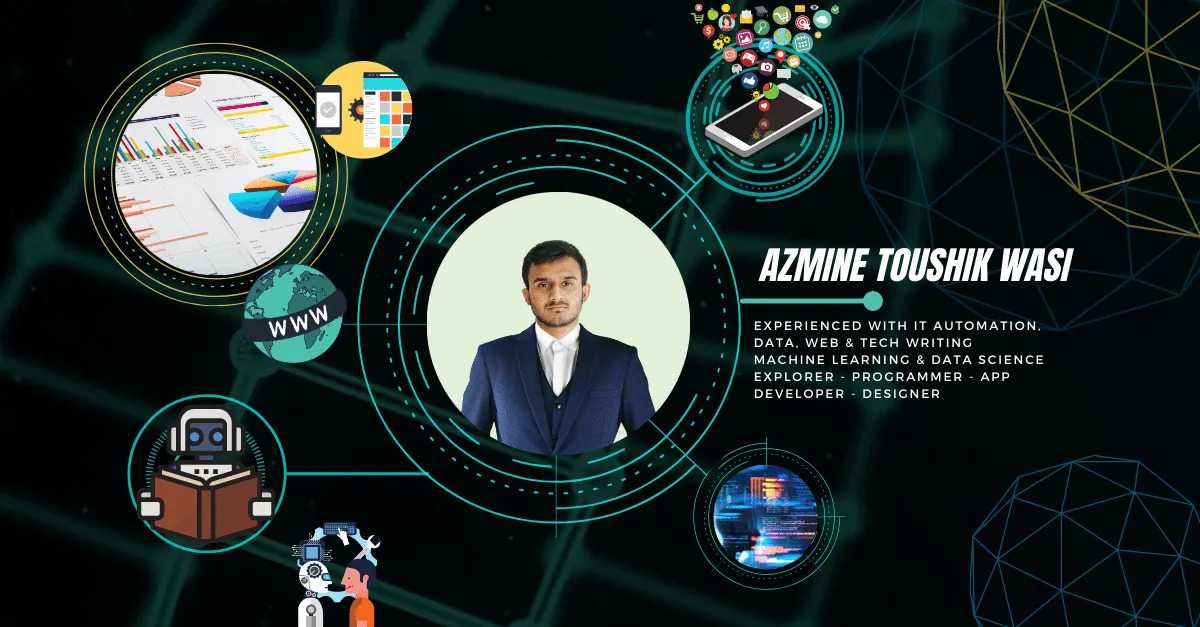 WWW
AZMINE TOUSHIK WASI
EXPERIENCED WITH IT AUTOMATION,
DATA, WEB & TECH WRITING
MACHINE LEARNING & DATA SCIENCE
EXPLORER - PROGRAMMER - APP
DEVELOPER - DESIGNER